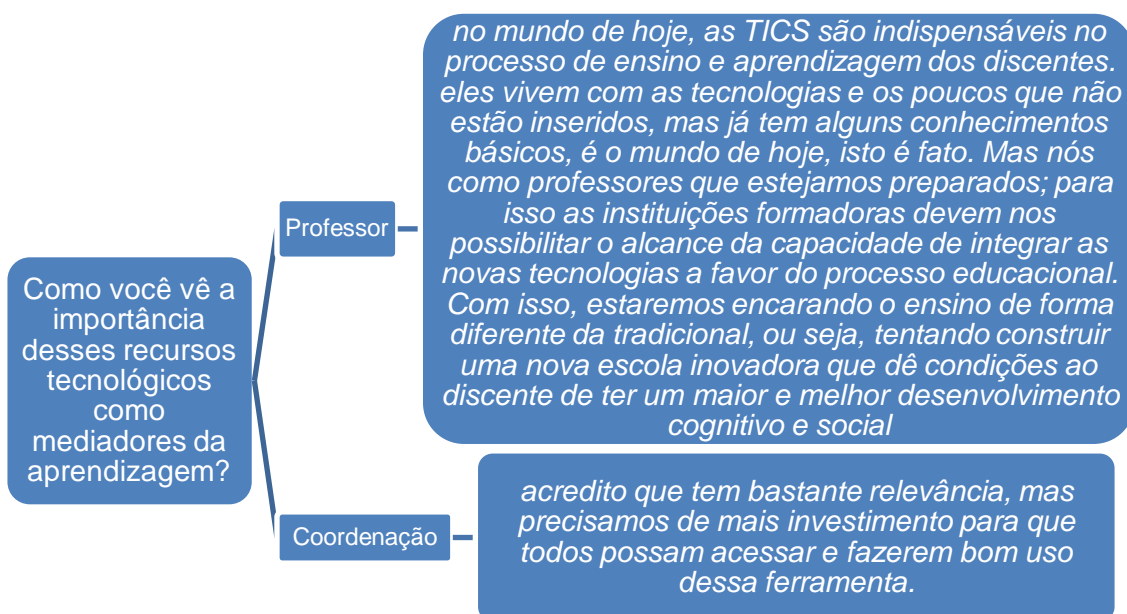 Como você vê a
importância
desses recursos
tecnológicos
como
mediadores da
aprendizagem?
Professor
no mundo de hoje, as TICS são indispensáveis no
processo de ensino e aprendizagem dos discentes.
eles vivem com as tecnologias e os poucos que não
estão inseridos, mas já tem alguns conhecimentos
básicos, é o mundo de hoje, isto é fato. Mas nós
como professores que estejamos preparados; para
isso as instituições formadoras devem nos
possibilitar o alcance da capacidade de integrar as
novas tecnologias a favor do processo educacional.
Com isso, estaremos encarando o ensino de forma
diferente da tradicional, ou seja, tentando construir
uma nova escola inovadora que dê condições ao
discente de ter um maior e melhor desenvolvimento
cognitivo e social
Coordenação
acredito que tem bastante relevância, mas
precisamos de mais investimento para que
todos possam acessar e fazerem bom uso
dessa ferramenta.